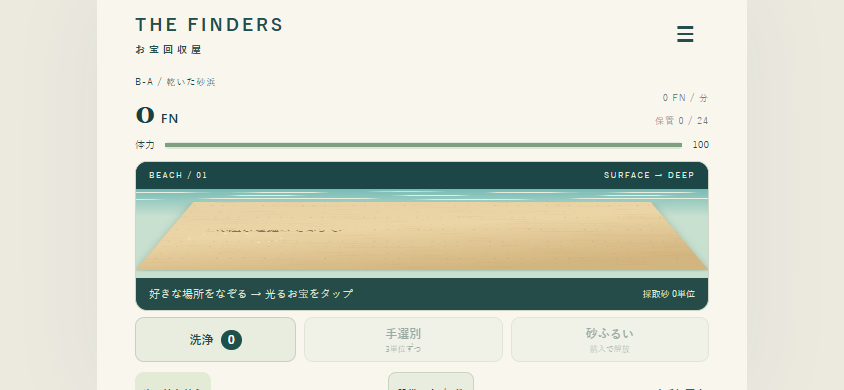 THE FINDERS
お宝回収屋
B-A / 乾いた砂浜
0 FN
0 FN / 分
保管 0 / 24
体力 100
BEACH / 01 SURFACE → DEEP
好きな場所をなぞる → 光るお宝をタップ 採取砂 0単位
洗浄 0
手選別
3単位ずつ
砂ふるい
購入で解放